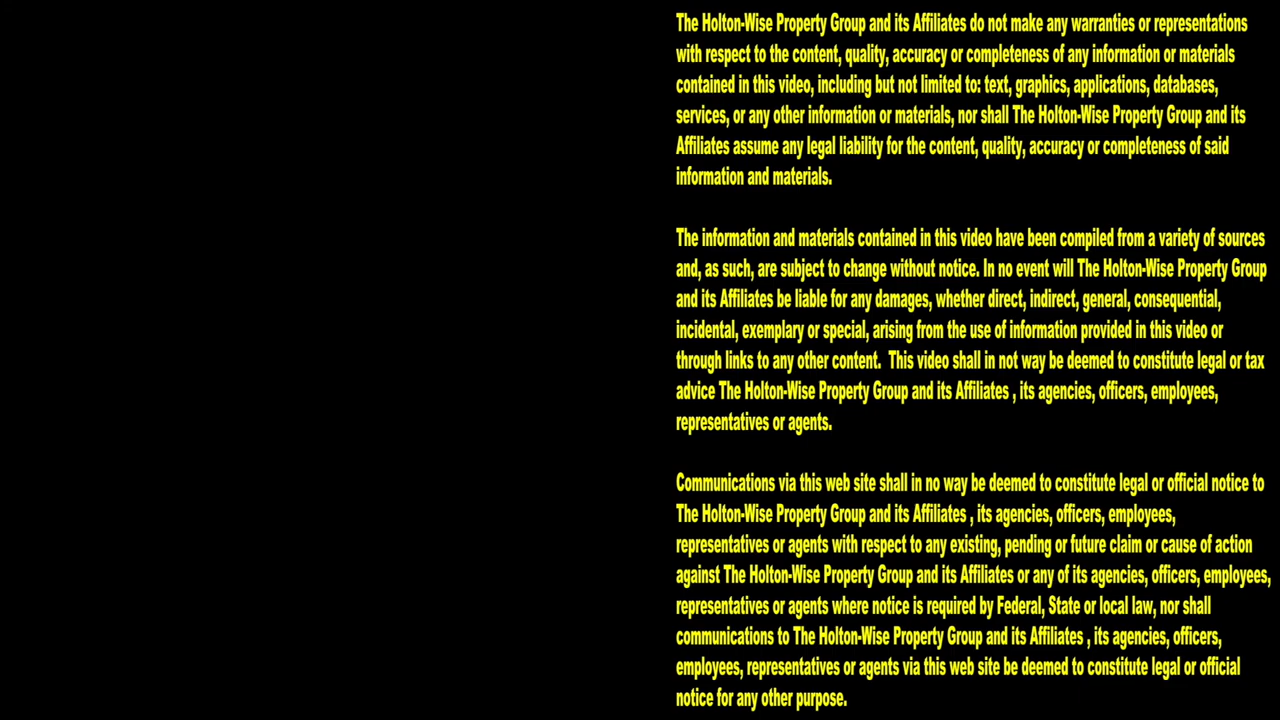 The Holton-Wise Property Group and its Affiliates do not make any warranties or representations
with respect to the content, quality, accuracy or completeness of any information or materials
contained in this video, including but not limited to: text, graphics, applications, databases,
services, or any other information or materials, nor shall The Holton-Wise Property Group and its
Affiliates assume any legal liability for the content, quality, accuracy or completeness of said
information and materials.
The information and materials contained in this video have been compiled from a variety of sources
and, as such, are subject to change without notice. In no event will The Holton-Wise Property Group
and its Affiliates be liable for any damages, whether direct, indirect, general, consequential,
incidental, exemplary or special, arising from the use of information provided in this video or
through links to any other content.  This video shall in not way be deemed to constitute legal or tax
advice The Holton-Wise Property Group and its Affiliates , its agencies, officers, employees,
representatives or agents.
Communications via this web site shall in no way be deemed to constitute legal or official notice to
The Holton-Wise Property Group and its Affiliates , its agencies, officers, employees,
representatives or agents with respect to any existing, pending or future claim or cause of action
against The Holton-Wise Property Group and its Affiliates or any of its agencies, officers, employees,
representatives or agents where notice is required by Federal, State or local law, nor shall
communications to The Holton-Wise Property Group and its Affiliates , its agencies, officers,
employees, representatives or agents via this web site be deemed to constitute legal or official
notice for any other purpose.